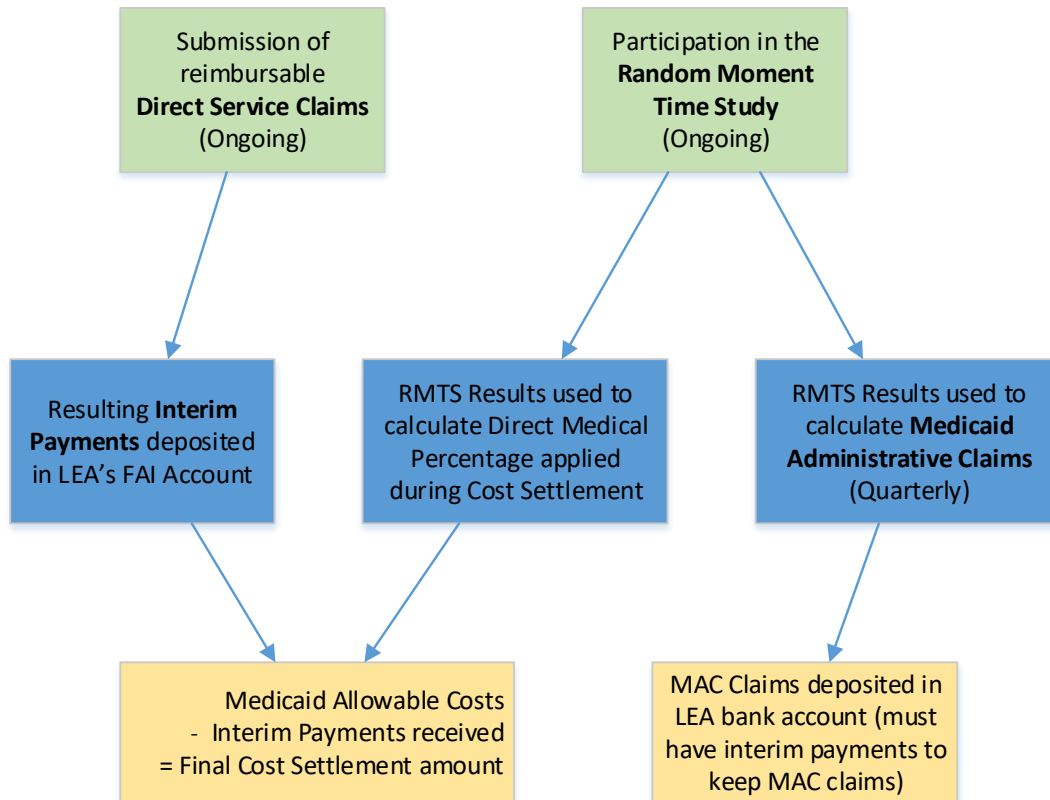 Submission of
reimbursable
Direct Service Claims
(Ongoing)
Participation in the
Random Moment
Time Study
(Ongoing)
Resulting Interim
Payments deposited
in LEA’s FAI Account
RMTS Results used to
calculate Direct Medical
Percentage applied
during Cost Settlement
RMTS Results used to
calculate Medicaid
Administrative Claims
(Quarterly)
Medicaid Allowable Costs
- Interim Payments received
= Final Cost Settlement amount
MAC Claims deposited in
LEA bank account (must
have interim payments to
keep MAC claims)